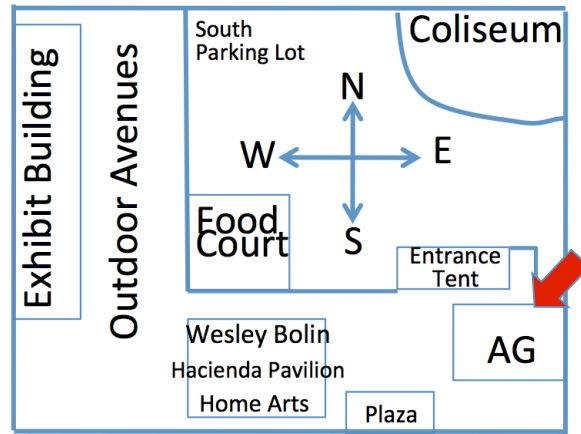 South
Parking Lot
Coliseum
Exhibit Building
Outdoor Avenues
N
W
E
S
Food
Court
Entrance
Tent
AG
Wesley Bolin
Hacienda Pavilion
Home Arts
Plaza